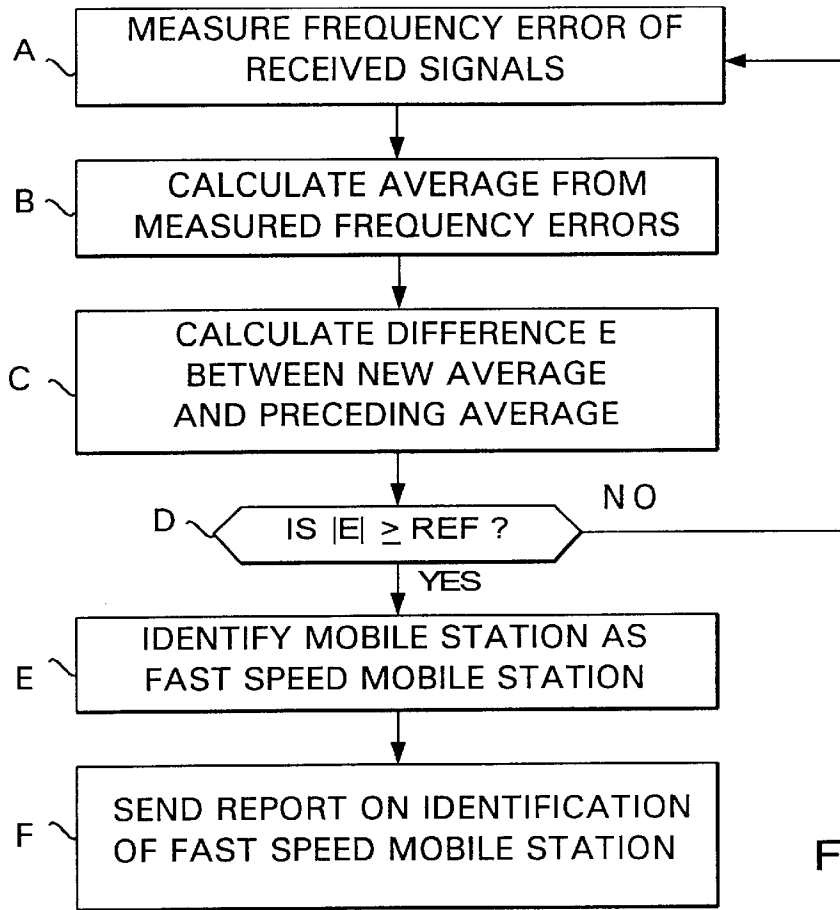 A
MEASURE FREQUENCY ERROR OF
RECEIVED SIGNALS
B
CALCULATE AVERAGE FROM
MEASURED FREQUENCY ERRORS
C
CALCULATE DIFFERENCE E
BETWEEN NEW AVERAGE
AND PRECEDING AVERAGE
D
IS |E| ≥ REF ?
NO
YES
E
IDENTIFY MOBILE STATION AS
FAST SPEED MOBILE STATION
F
SEND REPORT ON IDENTIFICATION
OF FAST SPEED MOBILE STATION
F